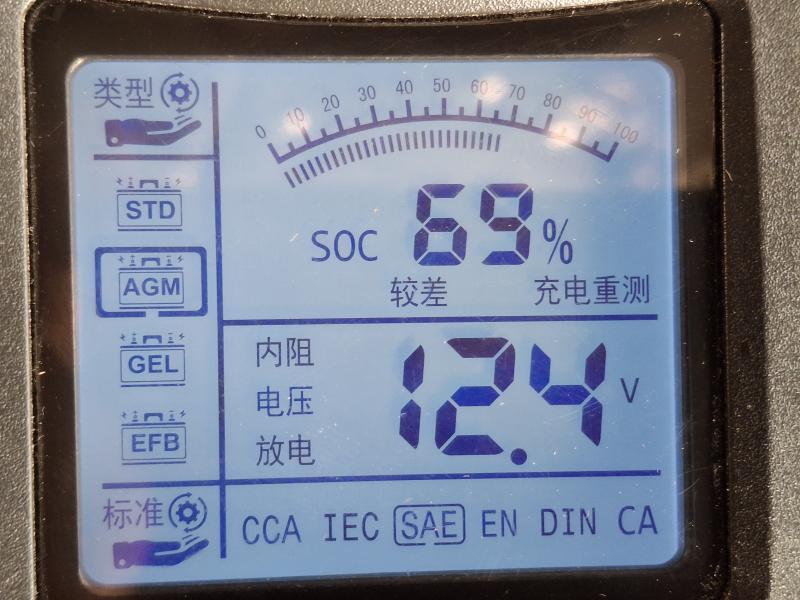 类型
STD
AGM
GEL
EFB
标准
0 10 20 30 40 50 60 70 80 90 100
SOC 69%
较差 充电重测
内阻
电压
放电
12.4 V
CCA IEC SAE EN DIN CA